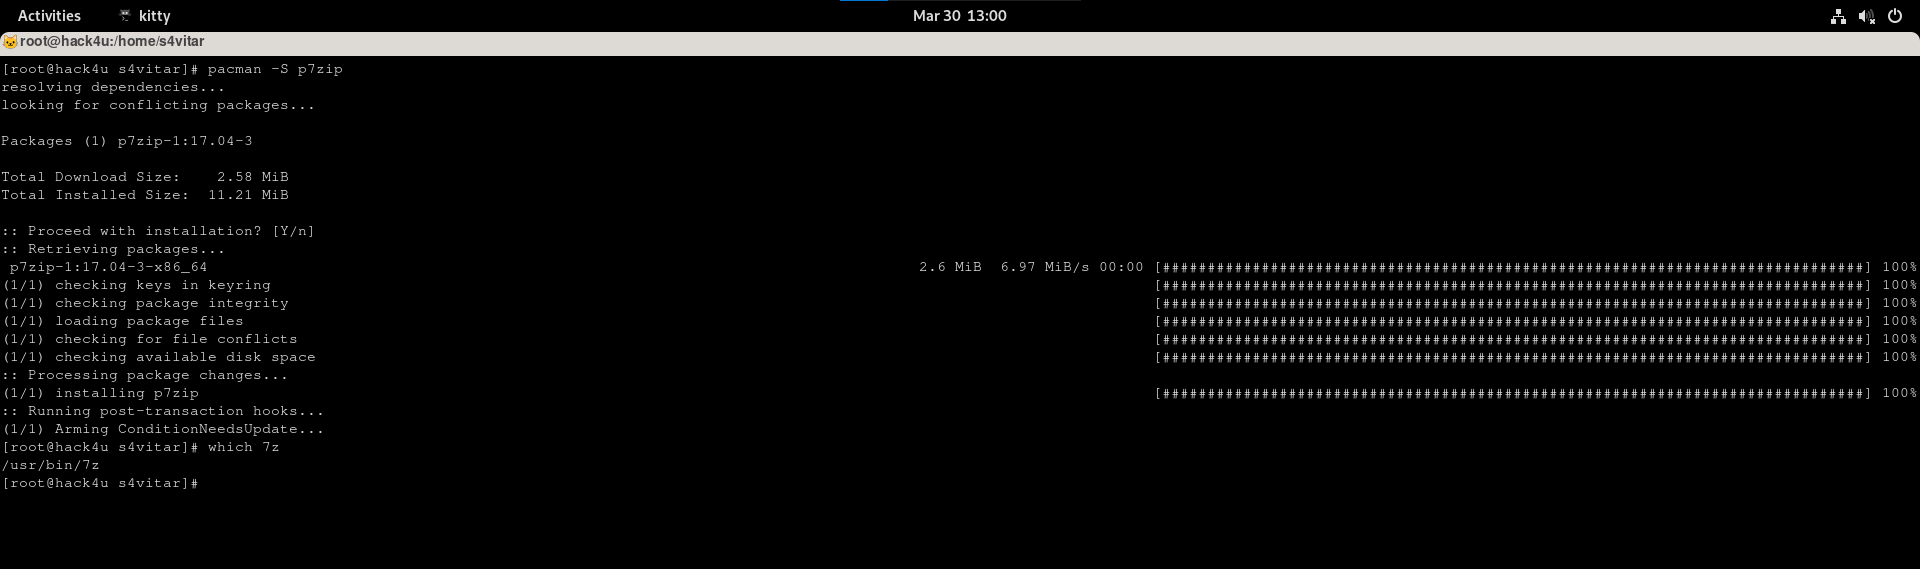 Activities kitty Mar 30 13:00
root@hack4u:/home/s4vitar
[root@hack4u s4vitar]# pacman -S p7zip
resolving dependencies...
looking for conflicting packages...
Packages (1) p7zip-1:17.04-3
Total Download Size:    2.58 MiB
Total Installed Size:  11.21 MiB
:: Proceed with installation? [Y/n]
:: Retrieving packages...
 p7zip-1:17.04-3-x86_64 2.6 MiB  6.97 MiB/s 00:00 [##############################################################################] 100%
(1/1) checking keys in keyring [##############################################################################] 100%
(1/1) checking package integrity [##############################################################################] 100%
(1/1) loading package files [##############################################################################] 100%
(1/1) checking for file conflicts [##############################################################################] 100%
(1/1) checking available disk space [##############################################################################] 100%
:: Processing package changes...
(1/1) installing p7zip [##############################################################################] 100%
:: Running post-transaction hooks...
(1/1) Arming ConditionNeedsUpdate...
[root@hack4u s4vitar]# which 7z
/usr/bin/7z
[root@hack4u s4vitar]#